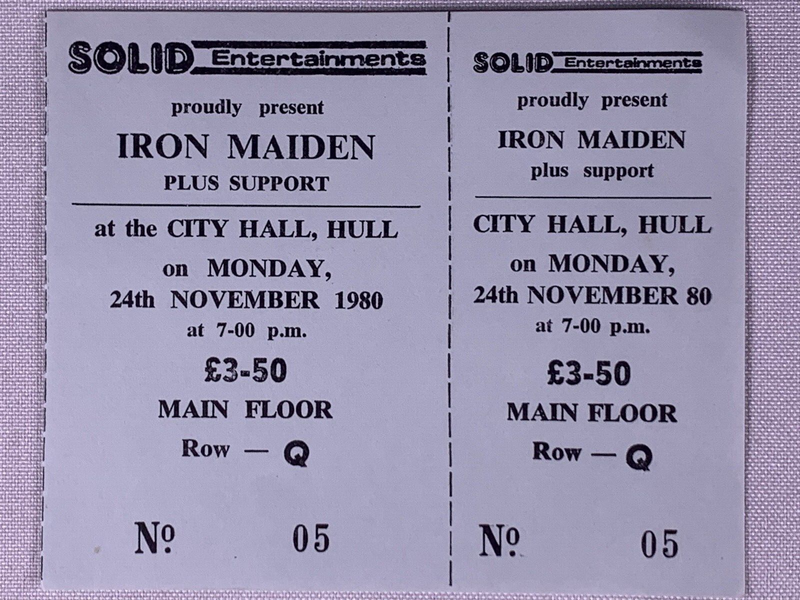 SOLID Entertainments
proudly present
IRON MAIDEN
PLUS SUPPORT
at the CITY HALL, HULL
on MONDAY,
24th NOVEMBER 1980
at 7-00 p.m.
£3-50
MAIN FLOOR
Row — Q
Nº 05
SOLID Entertainments
proudly present
IRON MAIDEN
plus support
CITY HALL, HULL
on MONDAY,
24th NOVEMBER 80
at 7-00 p.m.
£3-50
MAIN FLOOR
Row — Q
Nº 05